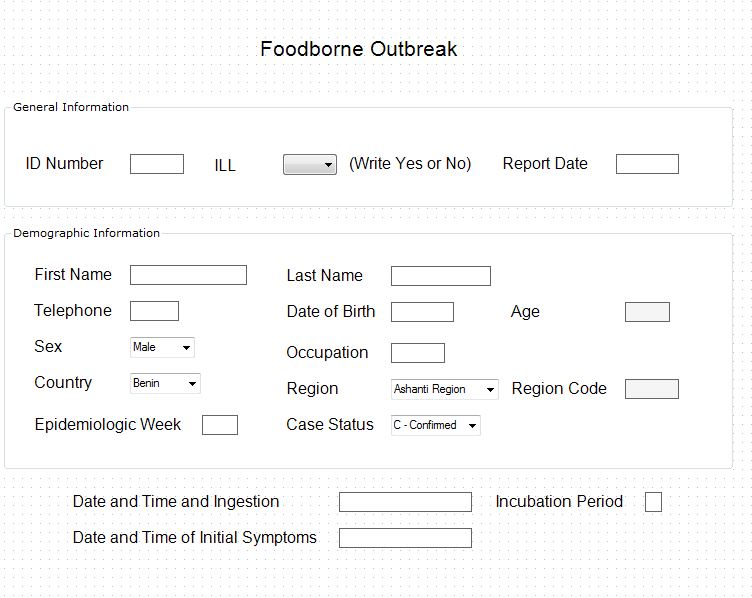 Foodborne Outbreak
General Information
ID Number ILL (Write Yes or No) Report Date
Demographic Information
First Name Last Name
Telephone Date of Birth Age
Sex Male Occupation
Country Benin Region Ashanti Region Region Code
Epidemiologic Week Case Status C - Confirmed
Date and Time and Ingestion Incubation Period
Date and Time of Initial Symptoms